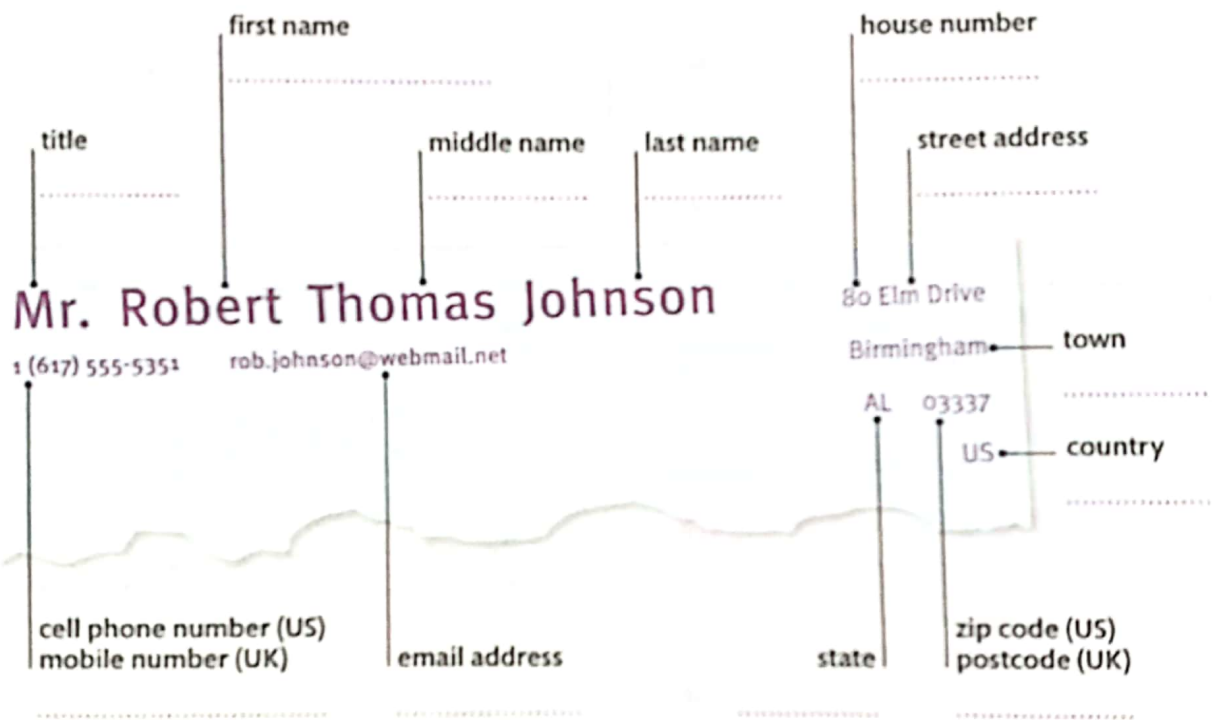 first name
house number
title
middle name
last name
street address
Mr. Robert Thomas Johnson
80 Elm Drive
1 (617) 555-5351
rob.johnson@webmail.net
Birmingham
town
AL 03337
US
country
cell phone number (US)
mobile number (UK)
email address
state
zip code (US)
postcode (UK)